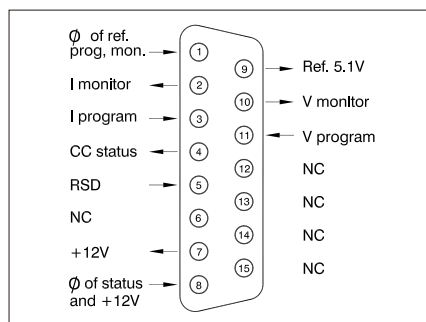 ϕ of ref.
prog, mon.
1
I monitor
2
I program
3
CC status
4
RSD
5
NC
6
+12V
7
ϕ of status
and +12V
8
9
Ref. 5.1V
10
V monitor
11
V program
12
NC
13
NC
14
NC
15
NC